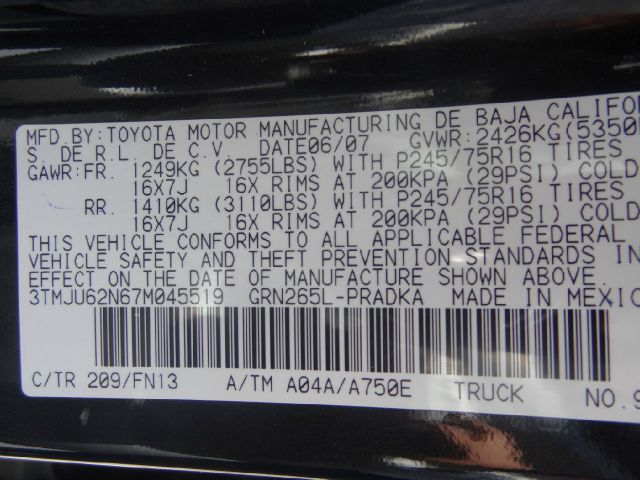 MFD.BY:TOYOTA MOTOR MANUFACTURING DE BAJA CALIFOR
S. DE R.L. DE C.V. DATE06/07 GVWR:2426KG(5350
GAWR:FR. 1249KG (2755LBS) WITH P245/75R16 TIRES
16X7J 16X RIMS AT 200KPA (29PSI) COLD
RR. 1410KG (3110LBS) WITH P245/75R16 TIRES
16X7J 16X RIMS AT 200KPA (29PSI) COLD
THIS VEHICLE CONFORMS TO ALL APPLICABLE FEDERAL
VEHICLE SAFETY AND THEFT PREVENTION STANDARDS IN
EFFECT ON THE DATE OF MANUFACTURE SHOWN ABOVE.
3TMJU62N67M045519 GRN265L-PRADKA MADE IN MEXICO
C/TR 209/FN13 A/TM A04A/A750E TRUCK NO.9